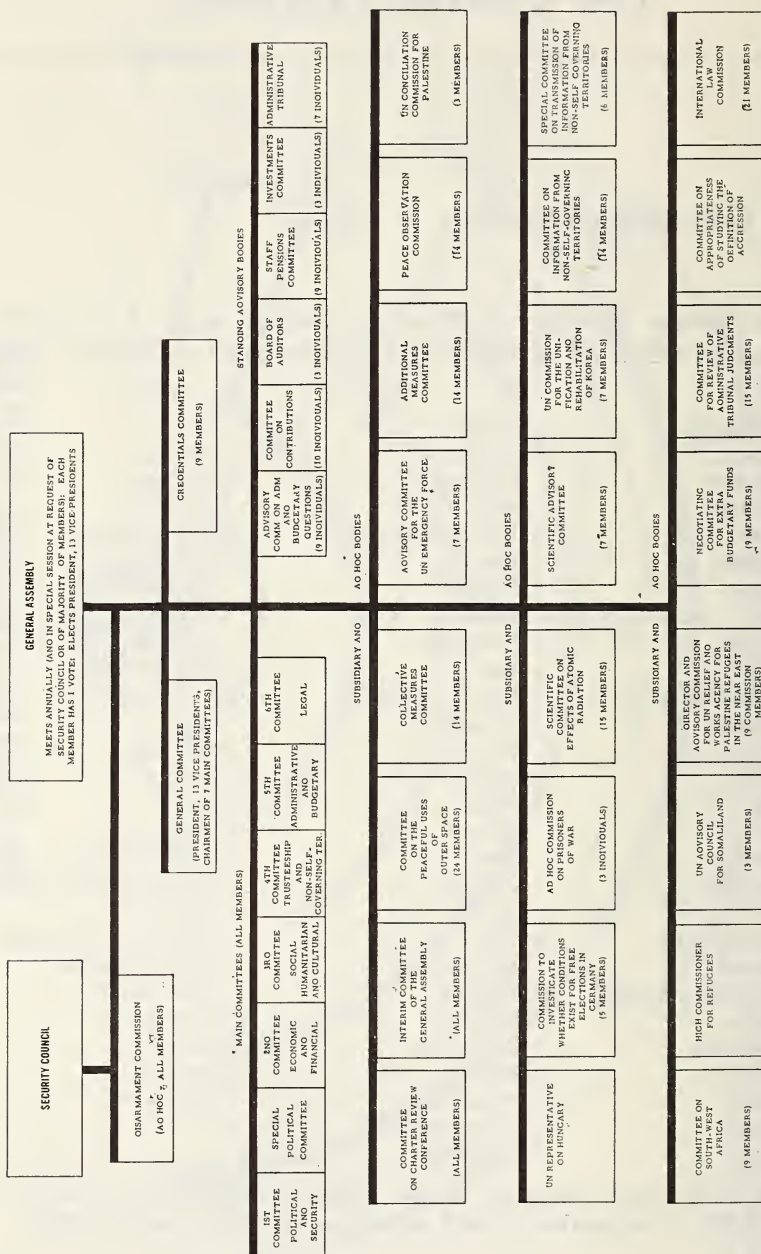 SECURITY COUNCIL
GENERAL ASSEMBLY
MEETS ANNUALLY (AND IN SPECIAL SESSION AT REQUEST OF
SECURITY COUNCIL OR OF MAJORITY OF MEMBERS): EACH
MEMBER HAS 1 VOTE: ELECTS PRESIDENT, 13 VICE-PRESIDENTS
DISARMAMENT COMMISSION
(AD HOC, ALL MEMBERS)
GENERAL COMMITTEE
(PRESIDENT, 13 VICE PRESIDENTS,
CHAIRMEN OF 7 MAIN COMMITTEES)
CREDENTIALS COMMITTEE
(9 MEMBERS)
MAIN COMMITTEES (ALL MEMBERS)
STANDING ADVISORY BODIES
1ST
COMMITTEE
POLITICAL
AND
SECURITY
SPECIAL
POLITICAL
COMMITTEE
2ND
COMMITTEE
ECONOMIC
AND
FINANCIAL
3RD
COMMITTEE
SOCIAL
HUMANITARIAN
AND CULTURAL
4TH
COMMITTEE
TRUSTEESHIP
AND
NON-SELF-
GOVERNING TER.
5TH
COMMITTEE
ADMINISTRATIVE
AND
BUDGETARY
6TH
COMMITTEE
LEGAL
ADVISORY
COMM ON ADM
AND
BUDGETARY
QUESTIONS
(9 INDIVIDUALS)
COMMITTEE
ON
CONTRIBUTIONS
(10 INDIVIDUALS)
BOARD OF
AUDITORS
(3 INDIVIDUALS)
STAFF
PENSIONS
COMMITTEE
(9 INDIVIDUALS)
INVESTMENTS
COMMITTEE
(3 INDIVIDUALS)
ADMINISTRATIVE
TRIBUNAL
(7 INDIVIDUALS)
SUBSIDIARY AND AD HOC BODIES
COMMITTEE
ON CHARTER REVIEW
CONFERENCE
(ALL MEMBERS)
INTERIM COMMITTEE
OF THE
GENERAL ASSEMBLY
(ALL MEMBERS)
COMMITTEE
ON THE
PEACEFUL USES
OF
OUTER SPACE
(24 MEMBERS)
COLLECTIVE
MEASURES
COMMITTEE
(14 MEMBERS)
ADVISORY COMMITTEE
FOR THE
UN EMERGENCY FORCE
(7 MEMBERS)
ADDITIONAL
MEASURES
COMMITTEE
(14 MEMBERS)
PEACE OBSERVATION
COMMISSION
(14 MEMBERS)
UN CONCILIATION
COMMISSION FOR
PALESTINE
(3 MEMBERS)
SUBSIDIARY AND AD HOC BODIES
UN REPRESENTATIVE
ON HUNGARY
COMMISSION TO
INVESTIGATE
WHETHER CONDITIONS
EXIST FOR FREE
ELECTIONS IN
GERMANY
(5 MEMBERS)
AD HOC COMMISSION
ON PRISONERS
OF WAR
(3 INDIVIDUALS)
SCIENTIFIC
COMMITTEE ON
EFFECTS OF ATOMIC
RADIATION
(15 MEMBERS)
SCIENTIFIC ADVISORY
COMMITTEE
(7 MEMBERS)
UN COMMISSION
FOR THE UNI-
FICATION AND
REHABILITATION
OF KOREA
(7 MEMBERS)
COMMITTEE ON
INFORMATION FROM
NON-SELF-GOVERNING
TERRITORIES
(14 MEMBERS)
SPECIAL COMMITTEE
ON TRANSMISSION OF
INFORMATION FROM
NON-SELF GOVERNING
TERRITORIES
(6 MEMBERS)
SUBSIDIARY AND AD HOC BODIES
COMMITTEE ON
SOUTH-WEST
AFRICA
(9 MEMBERS)
HIGH COMMISSIONER
FOR REFUGEES
UN ADVISORY
COUNCIL
FOR SOMALILAND
(3 MEMBERS)
DIRECTOR AND
ADVISORY COMMISSION
FOR UN RELIEF AND
WORKS AGENCY FOR
PALESTINE REFUGEES
IN THE NEAR EAST
(9 COMMISSION
MEMBERS)
NEGOTIATING
COMMITTEE
FOR EXTRA
BUDGETARY FUNDS
(9 MEMBERS)
COMMITTEE
FOR REVIEW OF
ADMINISTRATIVE
TRIBUNAL JUDGMENTS
(15 MEMBERS)
COMMITTEE ON
APPROPRIATENESS
OF STUDYING THE
DEFINITION OF
AGGRESSION
INTERNATIONAL
LAW
COMMISSION
(21 MEMBERS)